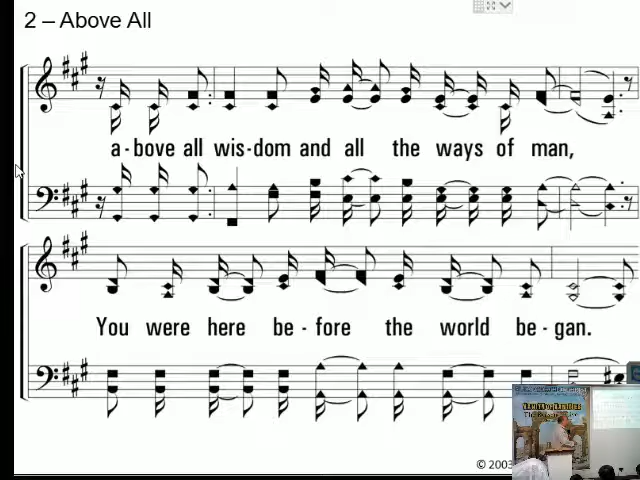 2 – Above All
a-bove all wis-dom and all the ways of man,
You were here be-fore the world be-gan.
© 2003